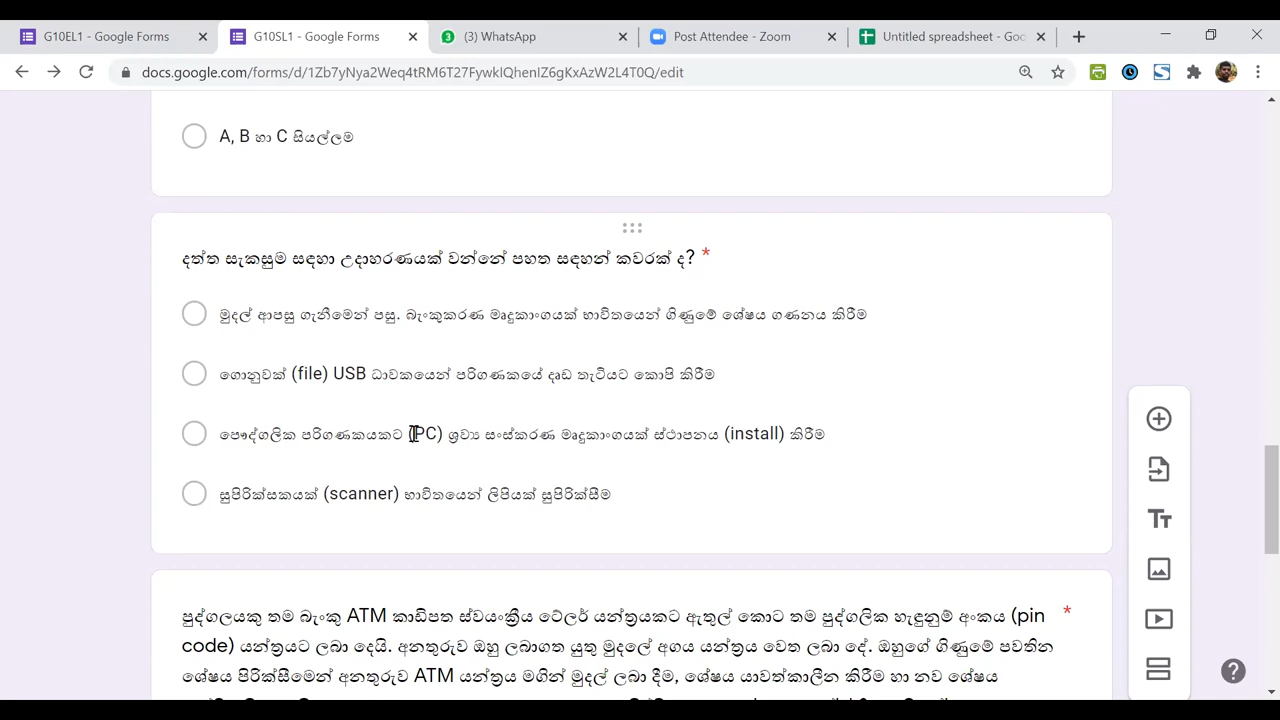 G10EL1 - Google Forms
G10SL1 - Google Forms
(3) WhatsApp
Post Attendee - Zoom
Untitled spreadsheet - Goo
docs.google.com/forms/d/1Zb7yNya2Weq4tRM6T27FywkIQhenIZ6gKxAzW2L4T0Q/edit
A, B හා C සියල්ලම
දත්ත සැකසුම සඳහා උදාහරණයක් වන්නේ පහත සඳහන් කවරක් ද? *
මුදල් ආපසු ගැනීමෙන් පසු. බැංකුකරණ මෘදුකාංගයක් භාවිතයෙන් ගිණුමේ ශේෂය ගණනය කිරීම
ගොනුවක් (file) USB ධාවකයෙන් පරිගණකයේ දෘඩ තැටියට කොපි කිරීම
පෞද්ගලික පරිගණකයකට (PC) ශ්‍රව්‍ය සංස්කරණ මෘදුකාංගයක් ස්ථාපනය (install) කිරීම
සුපිරික්සකයක් (scanner) භාවිතයෙන් ලිපියක් සුපිරික්සීම
පුද්ගලයකු තම බැංකු ATM කාඩ්පත ස්වයංක්‍රීය ටේලර් යන්ත්‍රයකට ඇතුල් කොට තම පුද්ගලික හැඳුනුම් අංකය (pin *
code) යන්ත්‍රයට ලබා දෙයි. අනතුරුව ඔහු ලබාගත යුතු මුදලේ අගය යන්ත්‍රය වෙත ලබා දේ. ඔහුගේ ගිණුමේ පවතින
ශේෂය පිරික්සීමෙන් අනතුරුව ATM යන්ත්‍රය මගින් මුදල් ලබා දීම, ශේෂය යාවත්කාලීන කිරීම හා නව ශේෂය